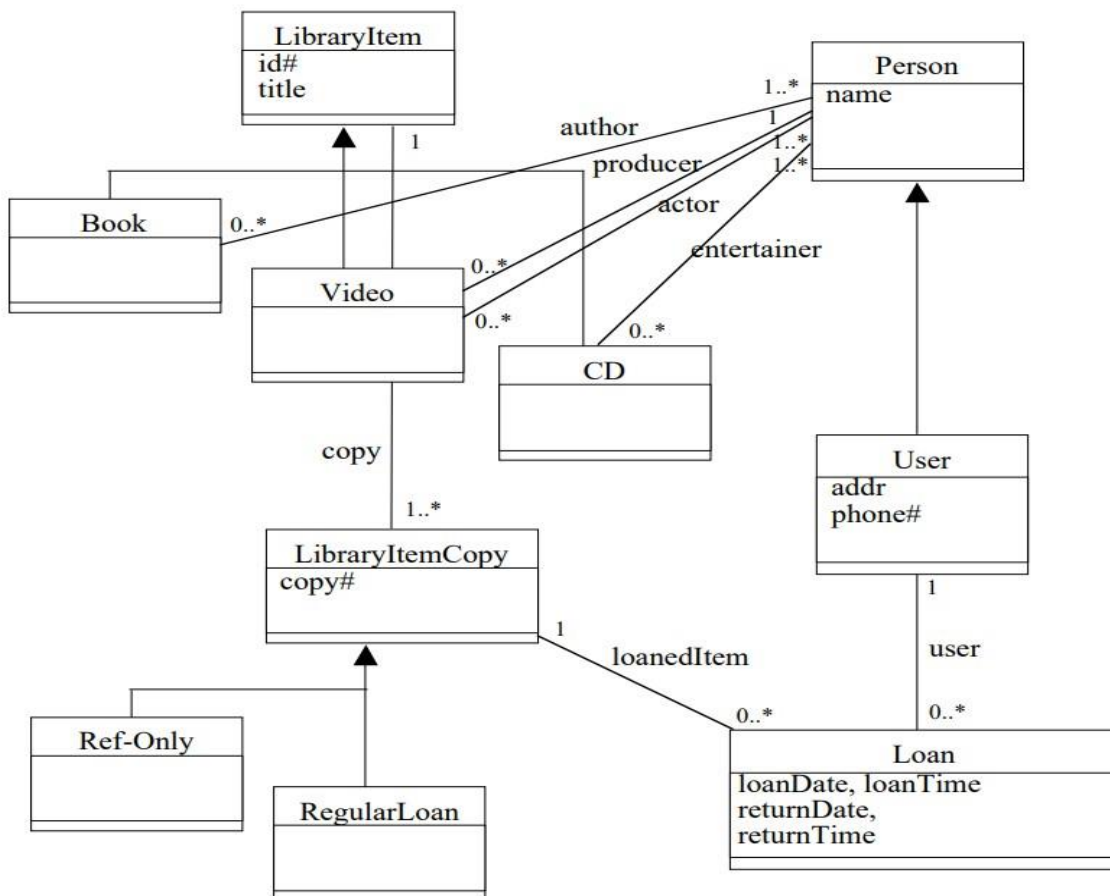 LibraryItem
id#
title
Person
name
1..*
1
1..*
1..*
author
producer
actor
entertainer
1
Book
0..*
Video
0..*
0..*
0..*
CD
copy
1..*
User
addr
phone#
LibraryItemCopy
copy#
1
loanedItem
0..*
1
user
0..*
Ref-Only
RegularLoan
Loan
loanDate, loanTime
returnDate,
returnTime